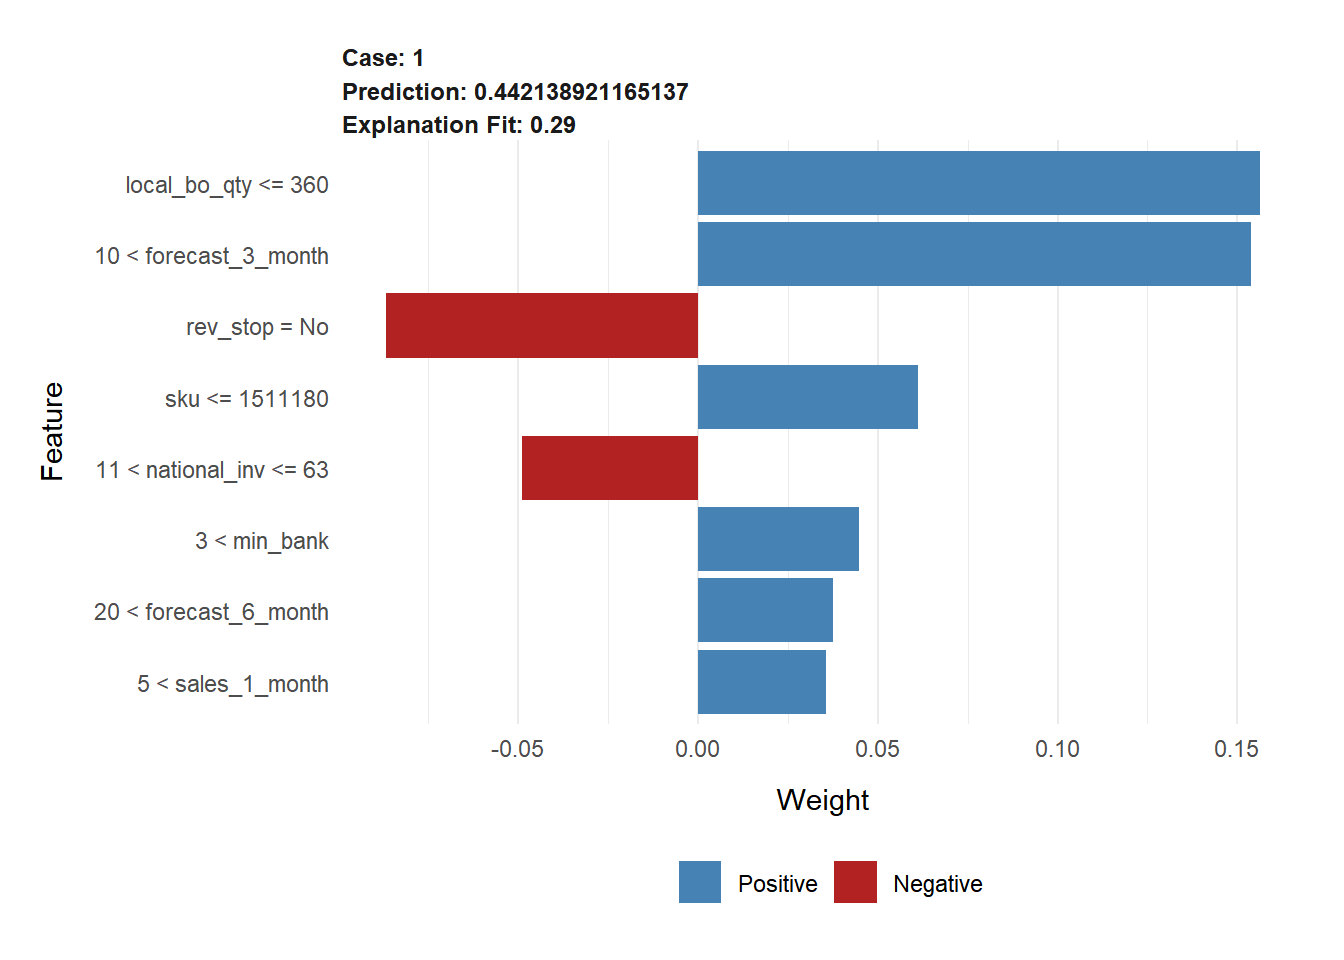 Case: 1
Prediction: 0.442138921165137
Explanation Fit: 0.29
local_bo_qty <= 360
10 < forecast_3_month
rev_stop = No
sku <= 1511180
11 < national_inv <= 63
3 < min_bank
20 < forecast_6_month
5 < sales_1_month
Feature
-0.05 0.00 0.05 0.10 0.15
Weight
Positive Negative